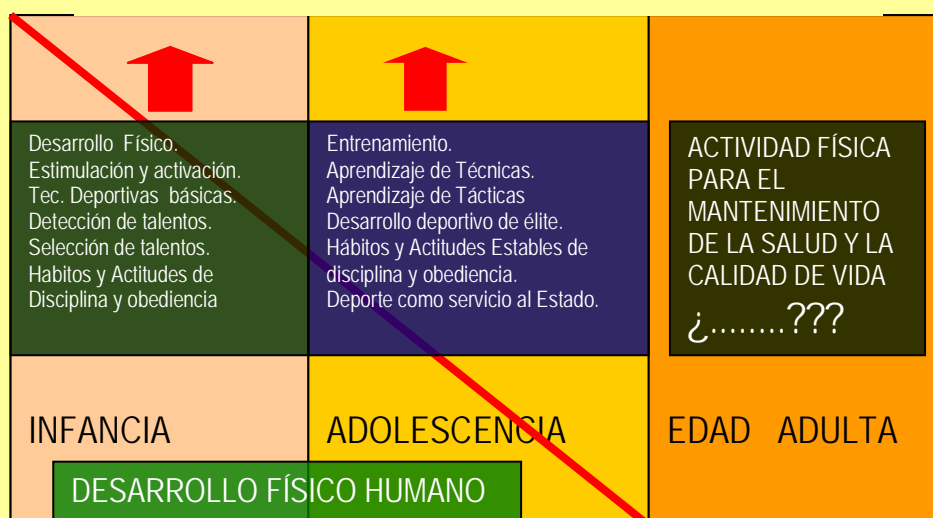 Desarrollo Físico.
Estimulación y activación.
Tec. Deportivas básicas.
Detección de talentos.
Selección de talentos.
Habitos y Actitudes de
Disciplina y obediencia
Entrenamiento.
Aprendizaje de Técnicas.
Aprendizaje de Tácticas
Desarrollo deportivo de élite.
Hábitos y Actitudes Estables de
disciplina y obediencia.
Deporte como servicio al Estado.
ACTIVIDAD FÍSICA
PARA EL
MANTENIMIENTO
DE LA SALUD Y LA
CALIDAD DE VIDA
¿........???
INFANCIA
ADOLESCENCIA
EDAD ADULTA
DESARROLLO FÍSICO HUMANO